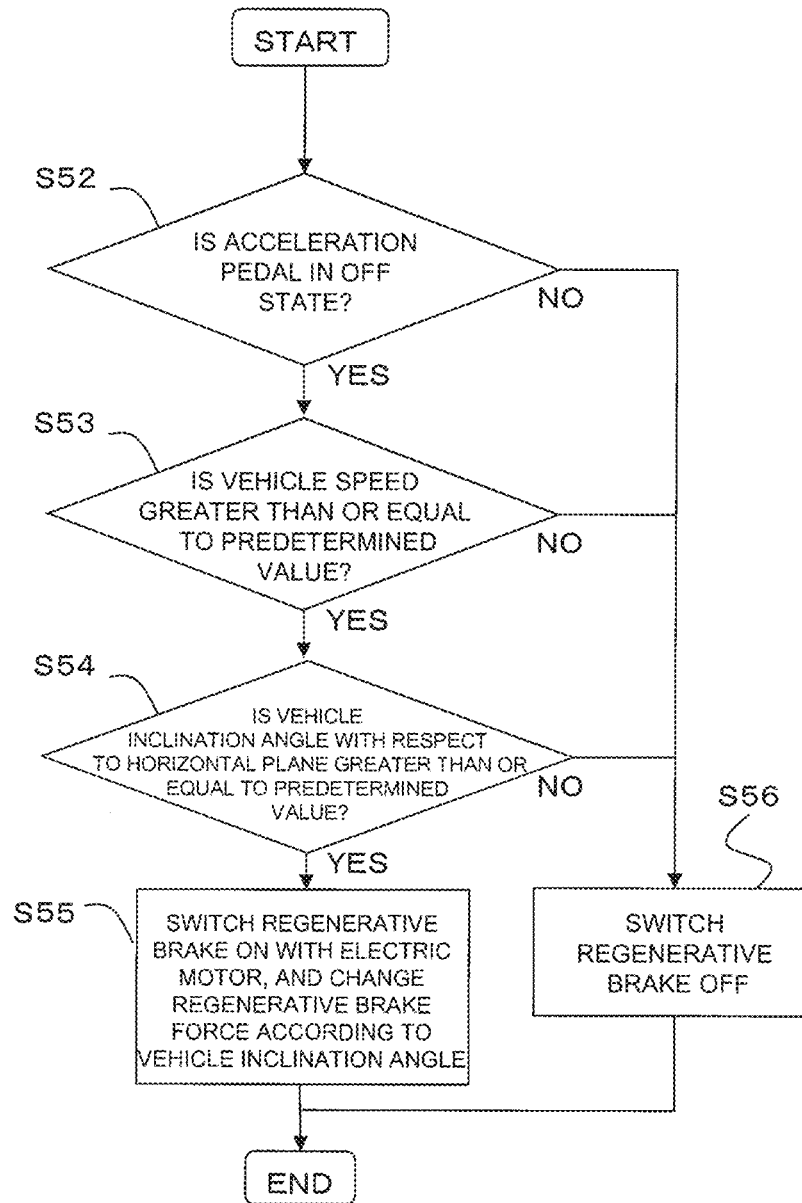 START
S52
IS ACCELERATION
PEDAL IN OFF
STATE?
NO
YES
S53
IS VEHICLE SPEED
GREATER THAN OR EQUAL
TO PREDETERMINED
VALUE?
NO
YES
S54
IS VEHICLE
INCLINATION ANGLE WITH RESPECT
TO HORIZONTAL PLANE GREATER THAN OR
EQUAL TO PREDETERMINED
VALUE?
NO
YES
S55
SWITCH REGENERATIVE
BRAKE ON WITH ELECTRIC
MOTOR, AND CHANGE
REGENERATIVE BRAKE
FORCE ACCORDING TO
VEHICLE INCLINATION ANGLE
S56
SWITCH
REGENERATIVE
BRAKE OFF
END